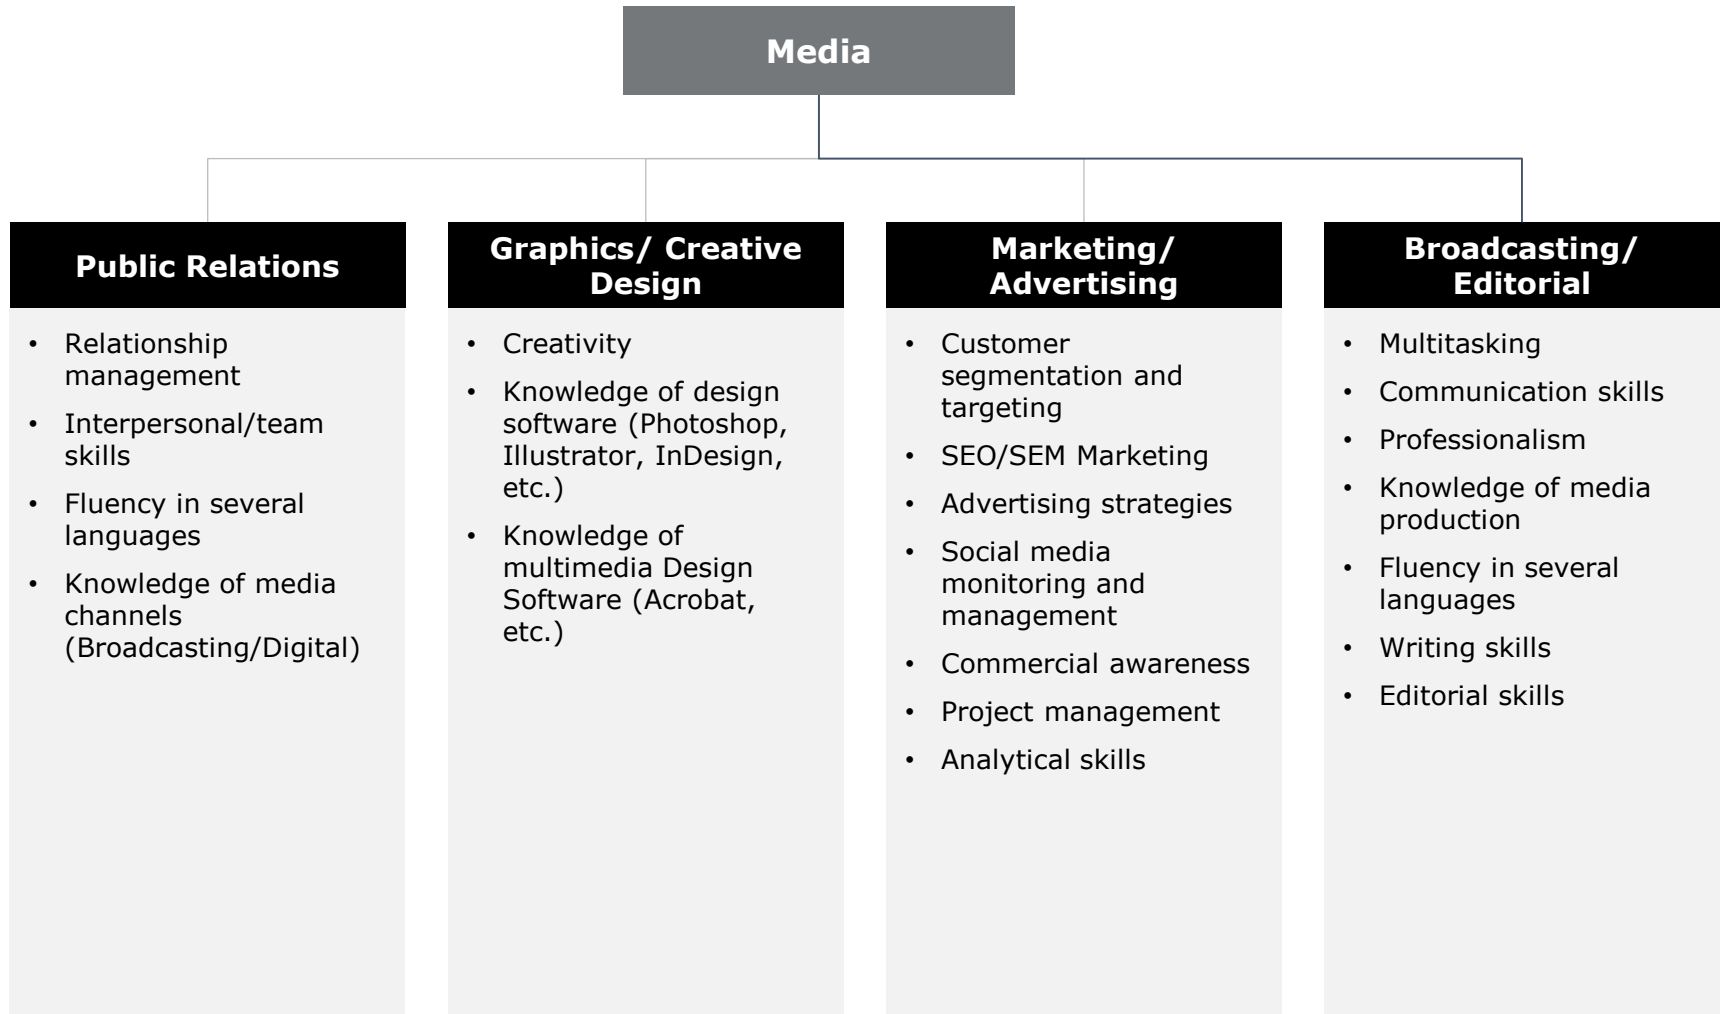 Media
Public Relations
• Relationship
management
• Interpersonal/team
skills
• Fluency in several
languages
• Knowledge of media
channels
(Broadcasting/Digital)
Graphics/ Creative
Design
• Creativity
• Knowledge of design
software (Photoshop,
Illustrator, InDesign,
etc.)
• Knowledge of
multimedia Design
Software (Acrobat,
etc.)
Marketing/
Advertising
• Customer
segmentation and
targeting
• SEO/SEM Marketing
• Advertising strategies
• Social media
monitoring and
management
• Commercial awareness
• Project management
• Analytical skills
Broadcasting/
Editorial
• Multitasking
• Communication skills
• Professionalism
• Knowledge of media
production
• Fluency in several
languages
• Writing skills
• Editorial skills